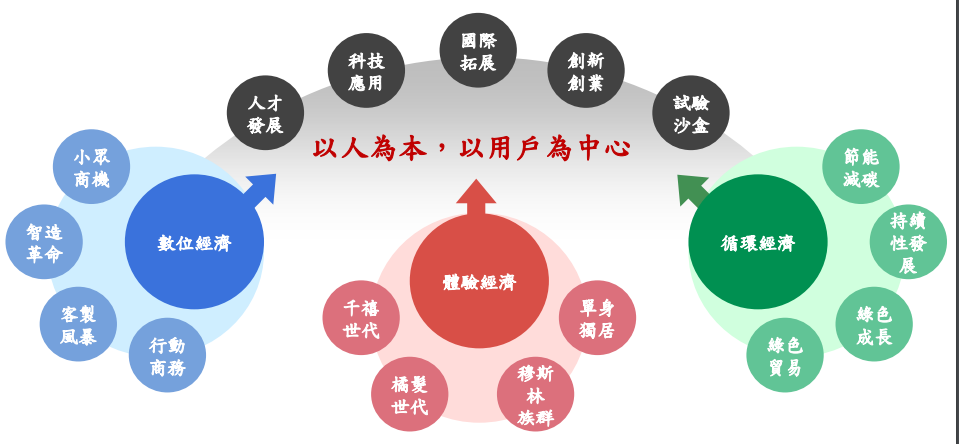 國際
拓展
科技
應用
創新
創業
人才
發展
試驗
沙盒
以人為本，以用戶為中心
小眾
商機
智造
革命
客製
風暴
行動
商務
數位經濟
體驗經濟
千禧
世代
橘髮
世代
穆斯
林
族群
單身
獨居
循環經濟
節能
減碳
持續
性發
展
綠色
成長
綠色
貿易